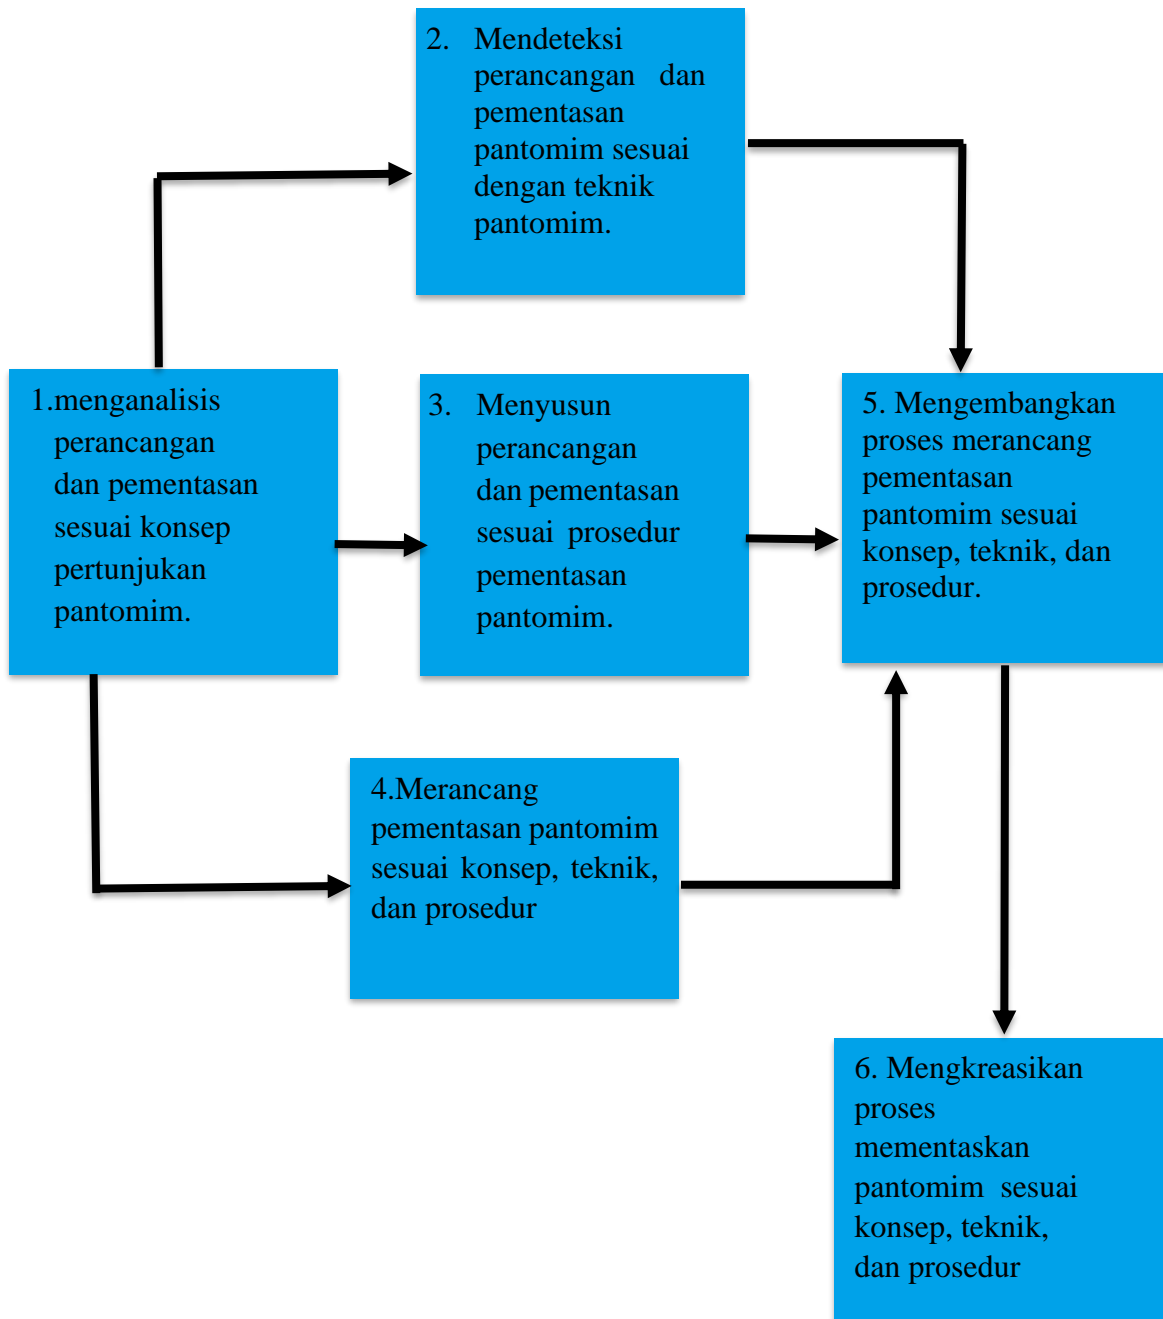 2. Mendeteksi
perancangan dan
pementasan
pantomim sesuai
dengan teknik
pantomim.
1.menganalisis
perancangan
dan pementasan
sesuai konsep
pertunjukan
pantomim.
3. Menyusun
perancangan
dan pementasan
sesuai prosedur
pementasan
pantomim.
5. Mengembangkan
proses merancang
pementasan
pantomim sesuai
konsep, teknik, dan
prosedur.
4.Merancang
pementasan pantomim
sesuai konsep, teknik,
dan prosedur
6. Mengkreasikan
proses
mementaskan
pantomim sesuai
konsep, teknik,
dan prosedur